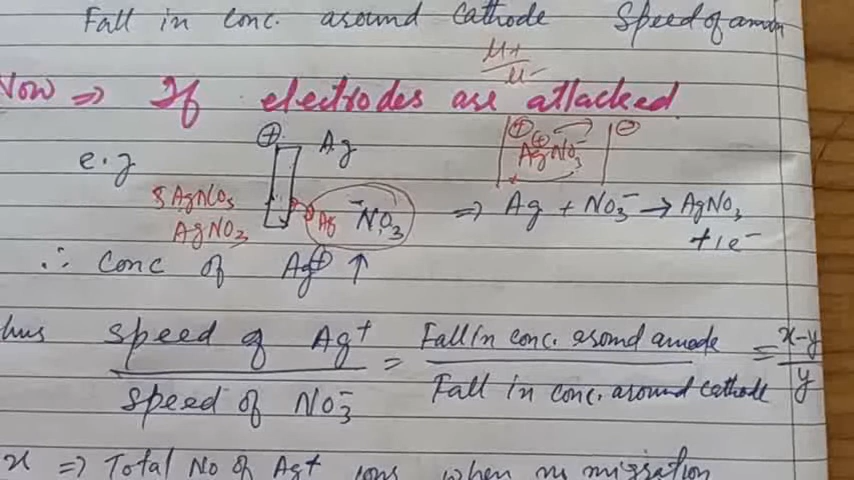 Fall in conc. around cathode Speed of anion
μ+
μ-
Now ⇒ If electrodes are attacked.
⊕ Ag ⊕ ⊖
e.g ⊕ AgNO3-
AgNO3
AgNO3 Ag -NO3 ⇒ Ag + NO3- → AgNO3
+ 1e-
∴ Conc of Ag+ ↑
thus speed of Ag+ / speed of NO3- = Fall in conc. around anode / Fall in conc. around cathode = x-y / y
x ⇒ Total No of Ag+ ions when no migration